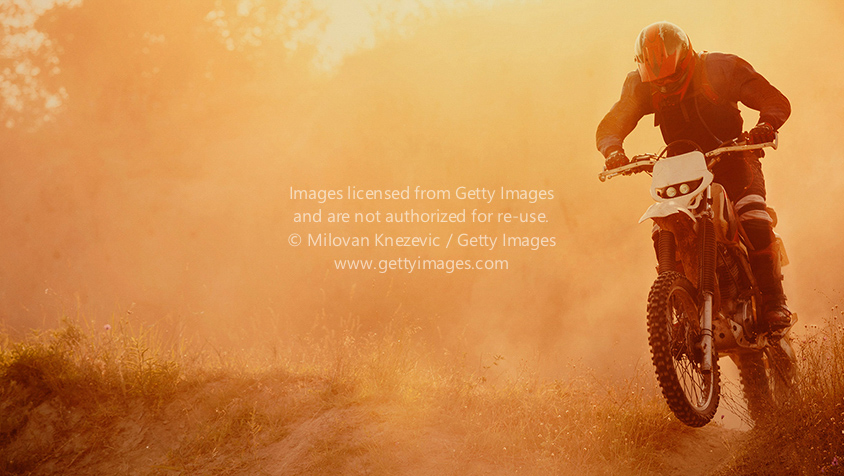 Images licensed from Getty Images
and are not authorized for re-use.
© Milovan Knezevic / Getty Images
www.gettyimages.com